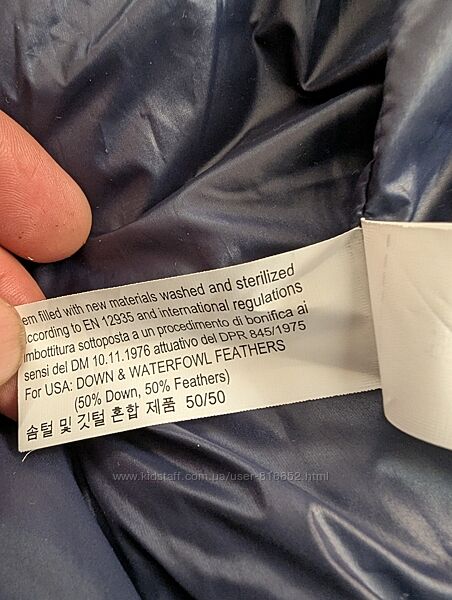 em filled with new materials washed and sterilized
ccording to EN 12935 and international regulations
mbottitura sottoposta a un procedimento di bonifica ai
sensi del DM 10.11.1976 attuativo del DPR 845/1975
For USA: DOWN & WATERFOWL FEATHERS
(50% Down, 50% Feathers)
솜털 및 깃털 혼합 제품 50/50
www.kidstaff.com.ua/user-816652.html